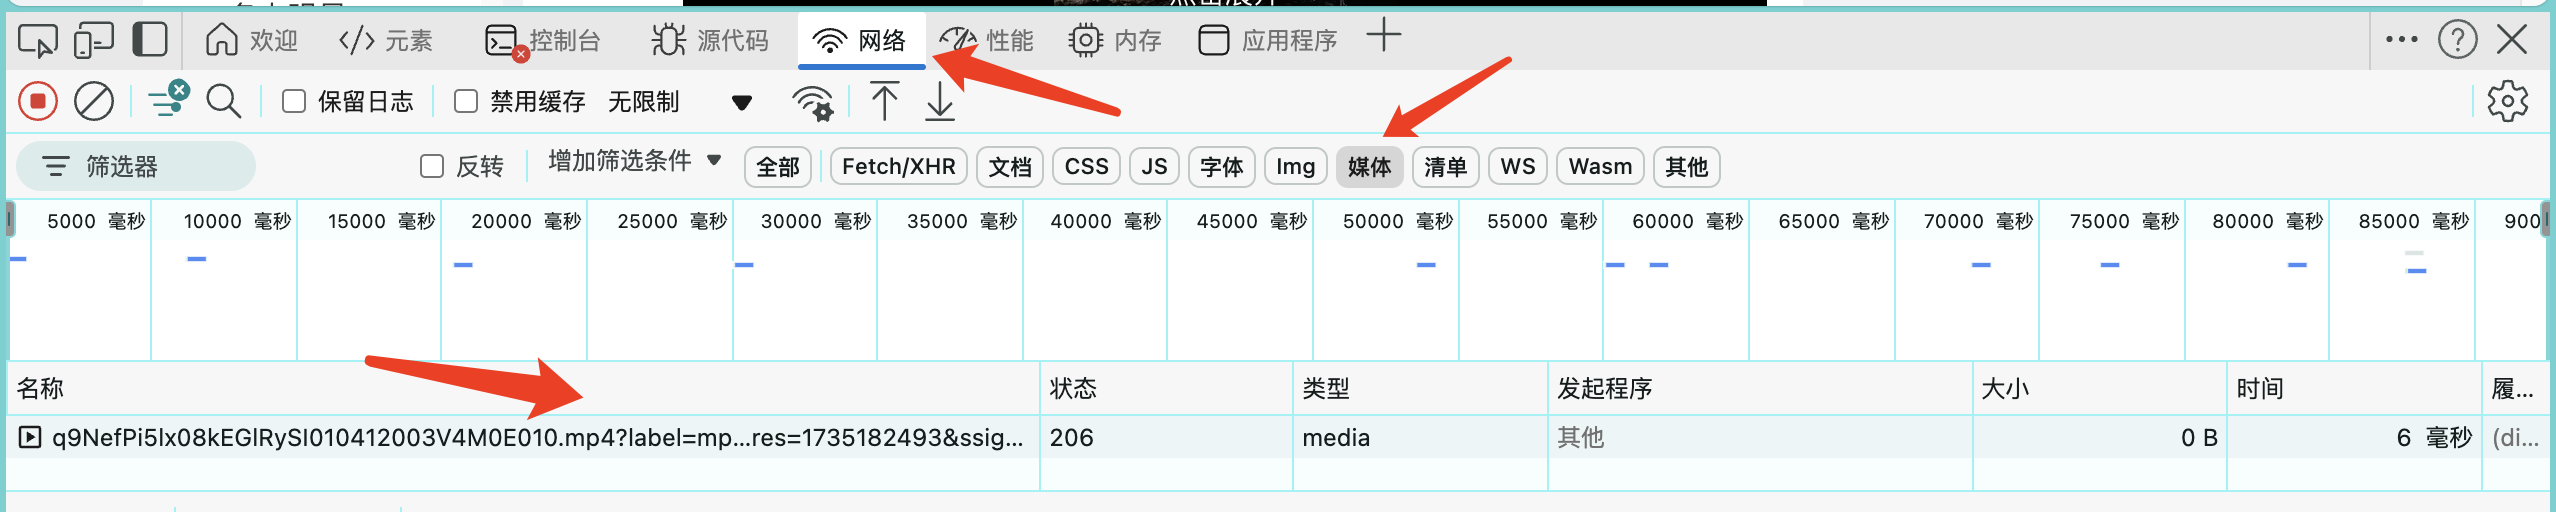 欢迎 元素 控制台 源代码 网络 性能 内存 应用程序
保留日志 禁用缓存 无限制
筛选器 反转 增加筛选条件 全部 Fetch/XHR 文档 CSS JS 字体 Img 媒体 清单 WS Wasm 其他
5000 毫秒 10000 毫秒 15000 毫秒 20000 毫秒 25000 毫秒 30000 毫秒 35000 毫秒 40000 毫秒 45000 毫秒 50000 毫秒 55000 毫秒 60000 毫秒 65000 毫秒 70000 毫秒 75000 毫秒 80000 毫秒 85000 毫秒 900
名称 状态 类型 发起程序 大小 时间 履...
q9NefPi5lx08kEGlRySI010412003V4M0E010.mp4?label=mp...res=1735182493&ssig... 206 media 其他 0 B 6 毫秒 (di...